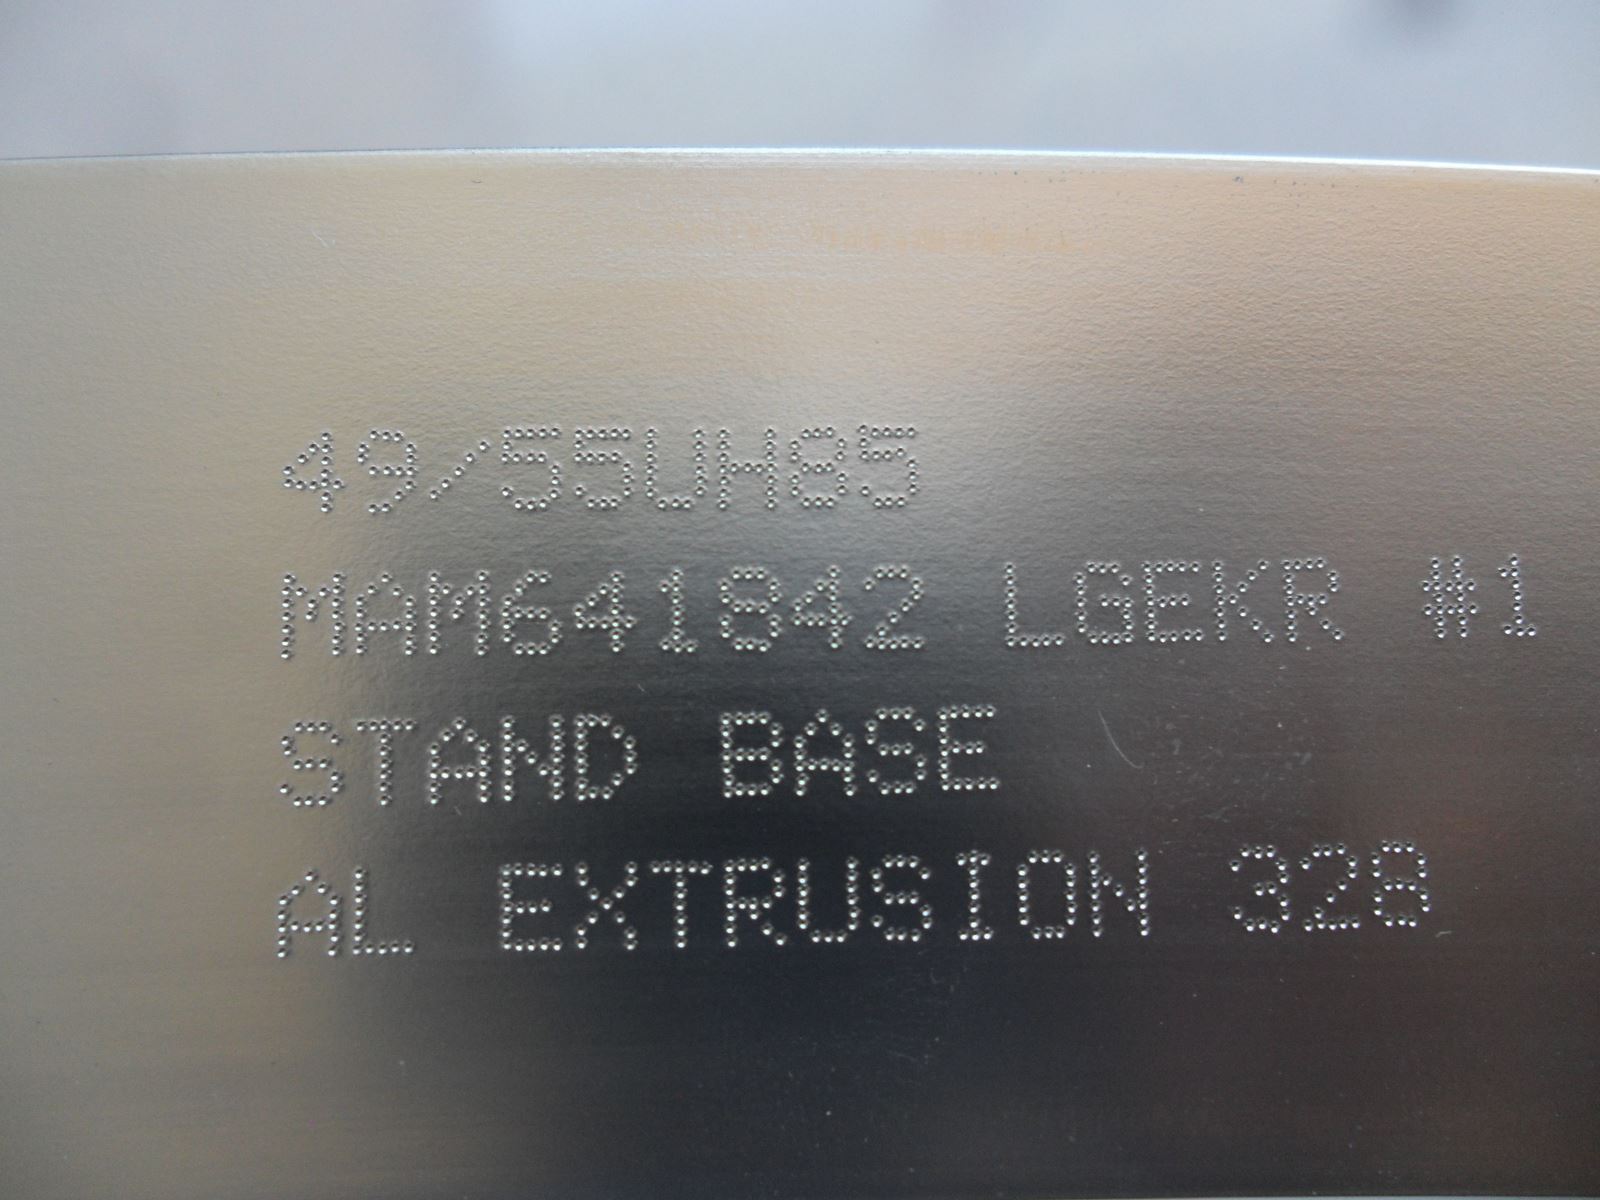 49/55UH85
MAM641842 LGEKR #1
STAND BASE
AL EXTRUSION 328